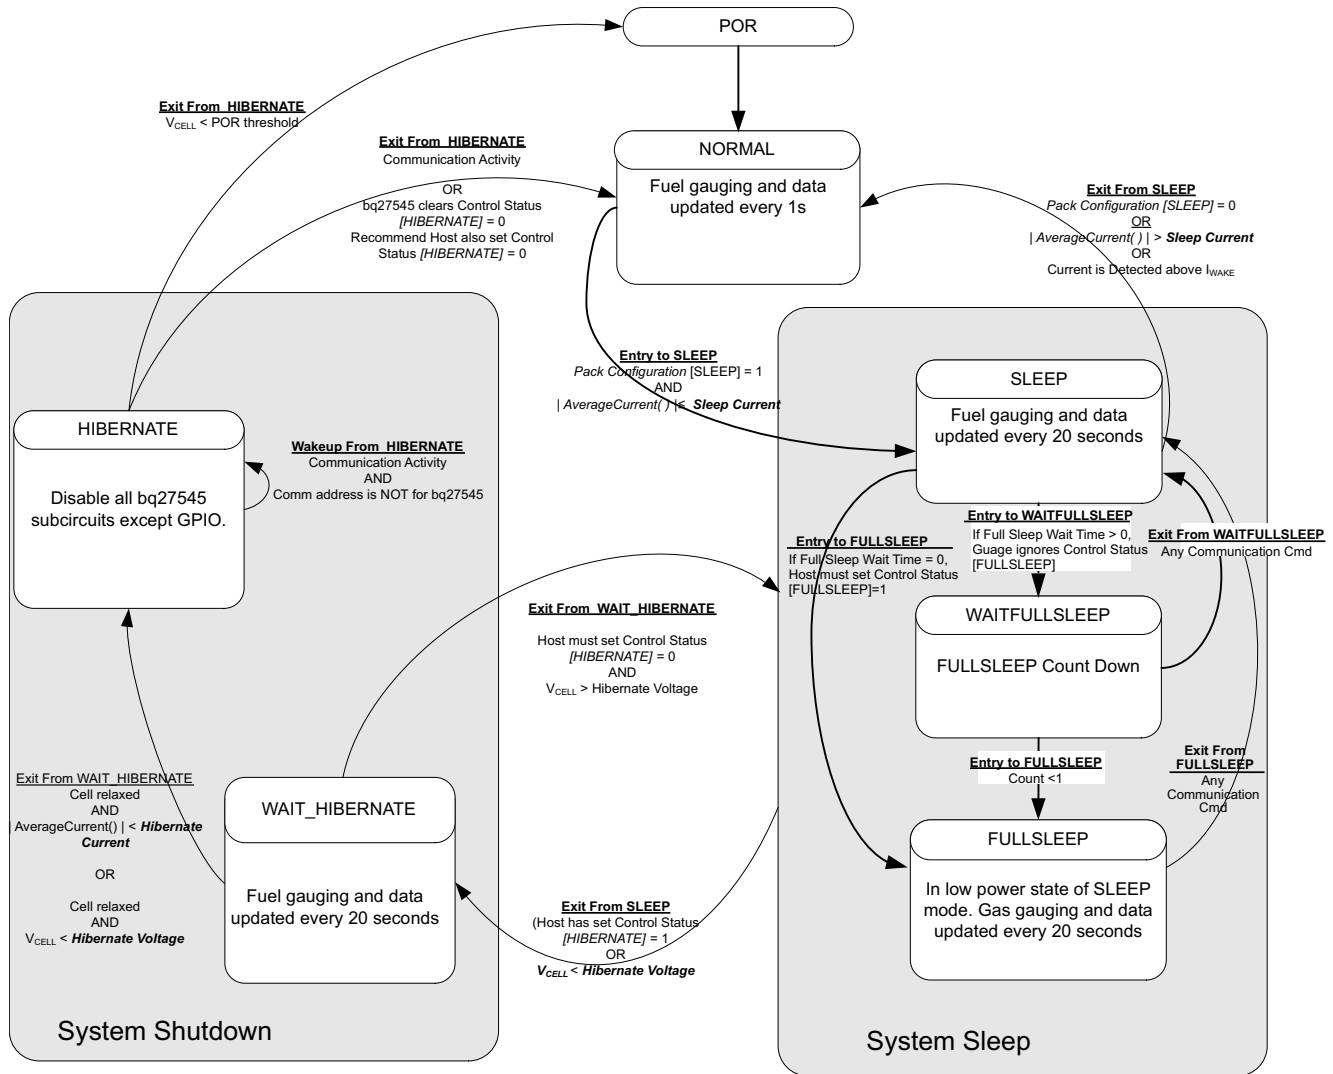 POR
Exit From HIBERNATE
VCELL < POR threshold
Exit From HIBERNATE
Communication Activity
OR
bq27545 clears Control Status
[HIBERNATE] = 0
Recommend Host also set Control
Status [HIBERNATE] = 0
NORMAL
Fuel gauging and data
updated every 1s
Exit From SLEEP
Pack Configuration [SLEEP] = 0
OR
| AverageCurrent( ) | > Sleep Current
OR
Current is Detected above IWAKE
Entry to SLEEP
Pack Configuration [SLEEP] = 1
AND
| AverageCurrent( ) |≤ Sleep Current
SLEEP
Fuel gauging and data
updated every 20 seconds
HIBERNATE
Disable all bq27545
subcircuits except GPIO.
Wakeup From HIBERNATE
Communication Activity
AND
Comm address is NOT for bq27545
Entry to FULLSLEEP
If Full Sleep Wait Time = 0,
Host must set Control Status
[FULLSLEEP]=1
Entry to WAITFULLSLEEP
If Full Sleep Wait Time > 0,
Guage ignores Control Status
[FULLSLEEP]
Exit From WAITFULLSLEEP
Any Communication Cmd
WAITFULLSLEEP
FULLSLEEP Count Down
Exit From WAIT_HIBERNATE
Host must set Control Status
[HIBERNATE] = 0
AND
VCELL > Hibernate Voltage
Entry to FULLSLEEP
Count <1
Exit From
FULLSLEEP
Any
Communication
Cmd
Exit From WAIT_HIBERNATE
Cell relaxed
AND
| AverageCurrent() | < Hibernate
Current
OR
Cell relaxed
AND
VCELL < Hibernate Voltage
WAIT_HIBERNATE
Fuel gauging and data
updated every 20 seconds
Exit From SLEEP
(Host has set Control Status
[HIBERNATE] = 1
OR
VCELL < Hibernate Voltage
FULLSLEEP
In low power state of SLEEP
mode. Gas gauging and data
updated every 20 seconds
System Shutdown
System Sleep